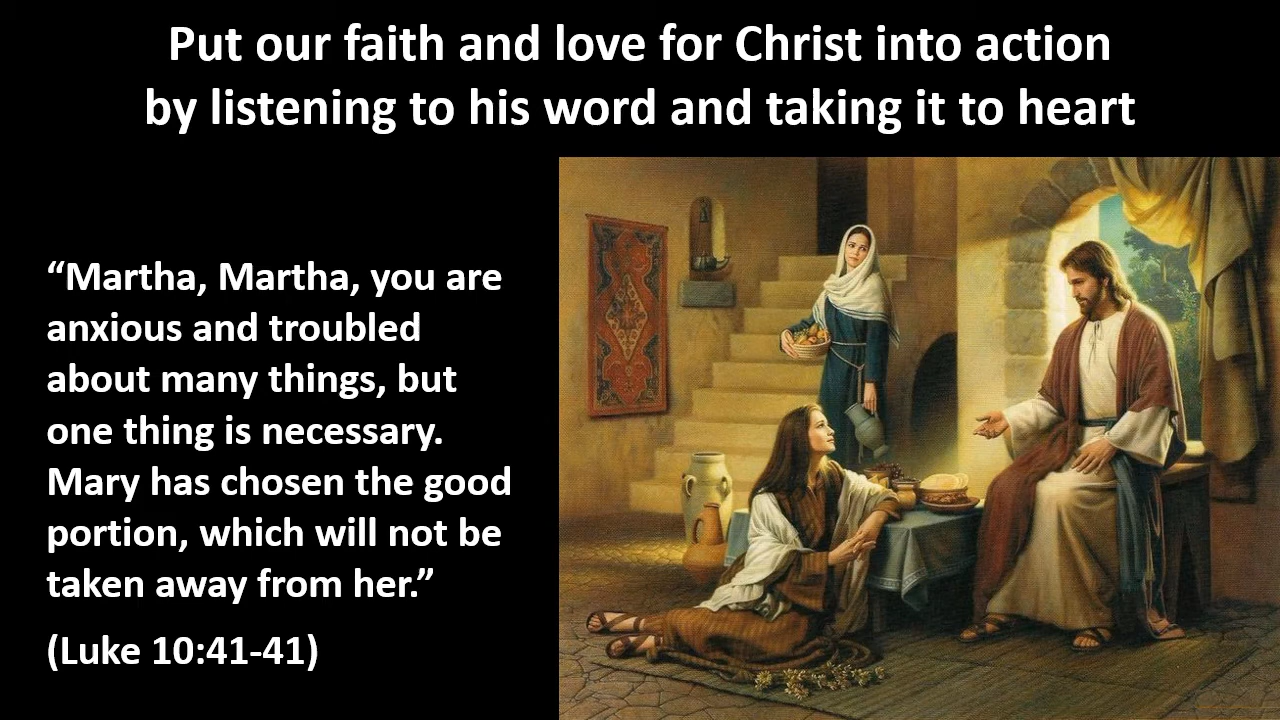 Put our faith and love for Christ into action
by listening to his word and taking it to heart
“Martha, Martha, you are
anxious and troubled
about many things, but
one thing is necessary.
Mary has chosen the good
portion, which will not be
taken away from her.”
(Luke 10:41-41)